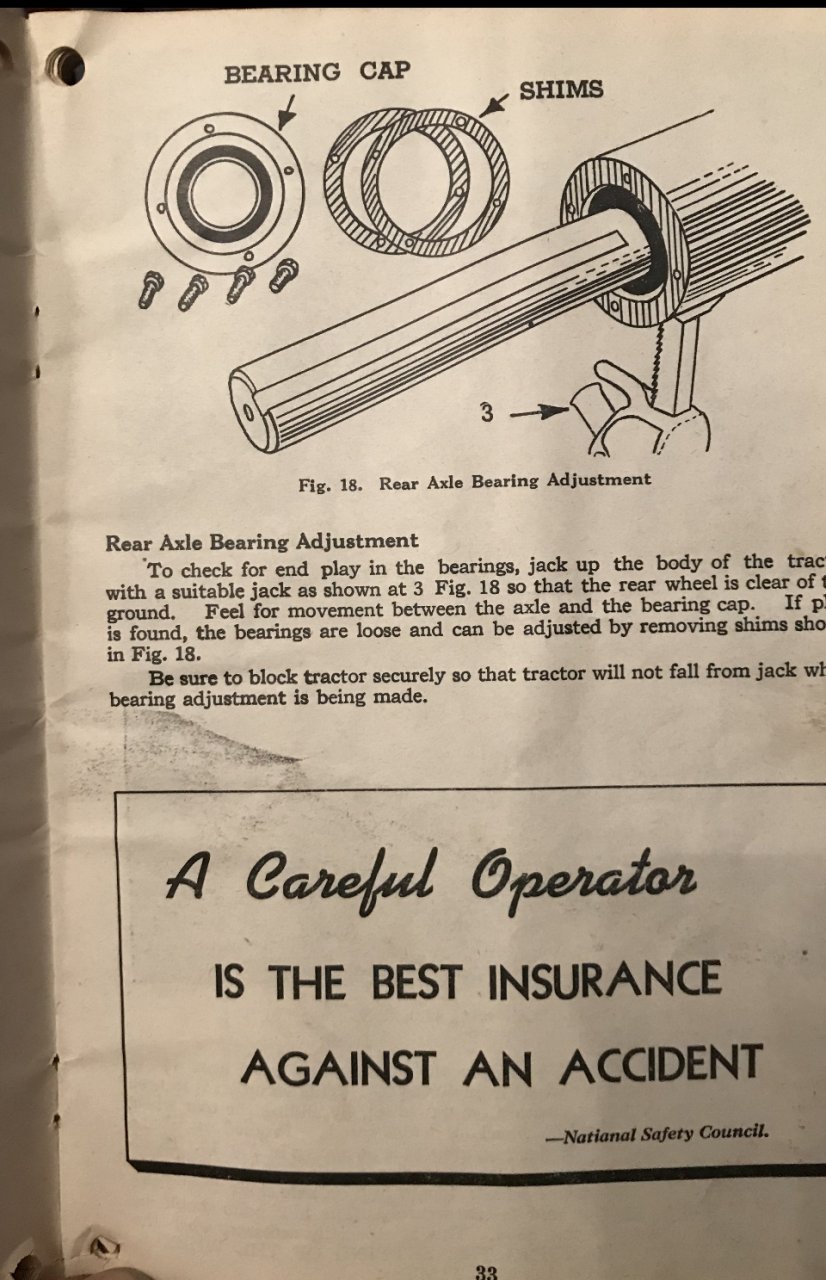 BEARING CAP
SHIMS
3
Fig. 18. Rear Axle Bearing Adjustment
Rear Axle Bearing Adjustment
To check for end play in the bearings, jack up the body of the
with a suitable jack as shown at 3 Fig. 18 so that the rear wheel is clear of
ground. Feel for movement between the axle and the bearing cap. If
is found, the bearings are loose and can be adjusted by removing shims
in Fig. 18.
Be sure to block tractor securely so that tractor will not fall from jack
bearing adjustment is being made.
A Careful Operator
IS THE BEST INSURANCE
AGAINST AN ACCIDENT
—Natianal Safety Council.
33